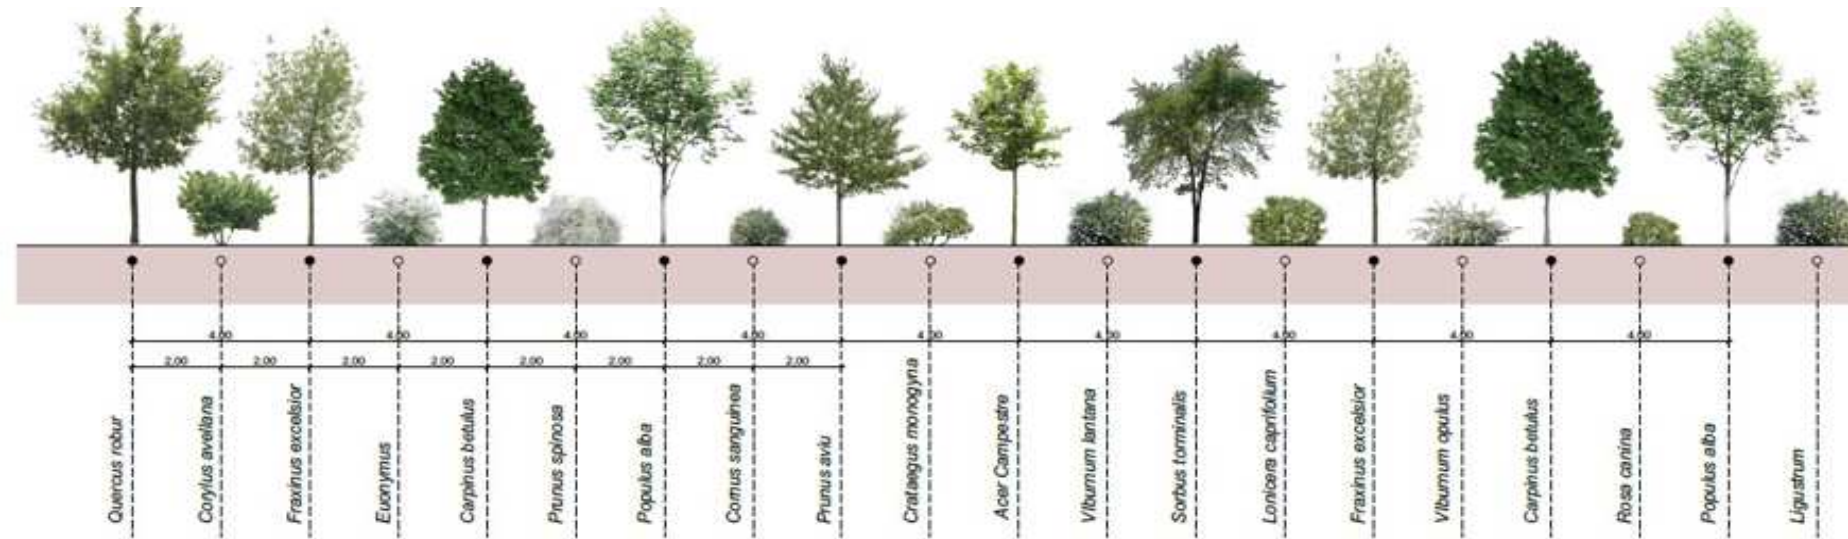 4.00 4.00 4.00 4.00 4.00 4.00 4.00 4.00 4.00
2.00 2.00 2.00 2.00 2.00 2.00 2.00 2.00
Quercus robur
Corylus avellana
Fraxinus excelsior
Euonymus
Carpinus betulus
Prunus spinosa
Populus alba
Cornus sanguinea
Prunus aviu
Crataegus monogyna
Acer Campestre
Viburnum lantana
Sorbus torminalis
Lonicera caprifolium
Fraxinus excelsior
Viburnum opulus
Carpinus betulus
Rosa canina
Populus alba
Ligustrum